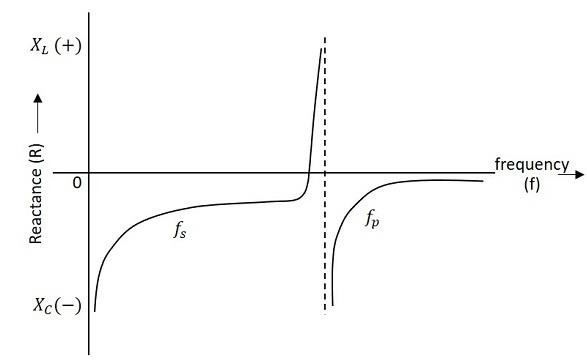 X_L (+)
Reactance (R)
0
frequency
(f)
f_s
f_p
X_C(−)